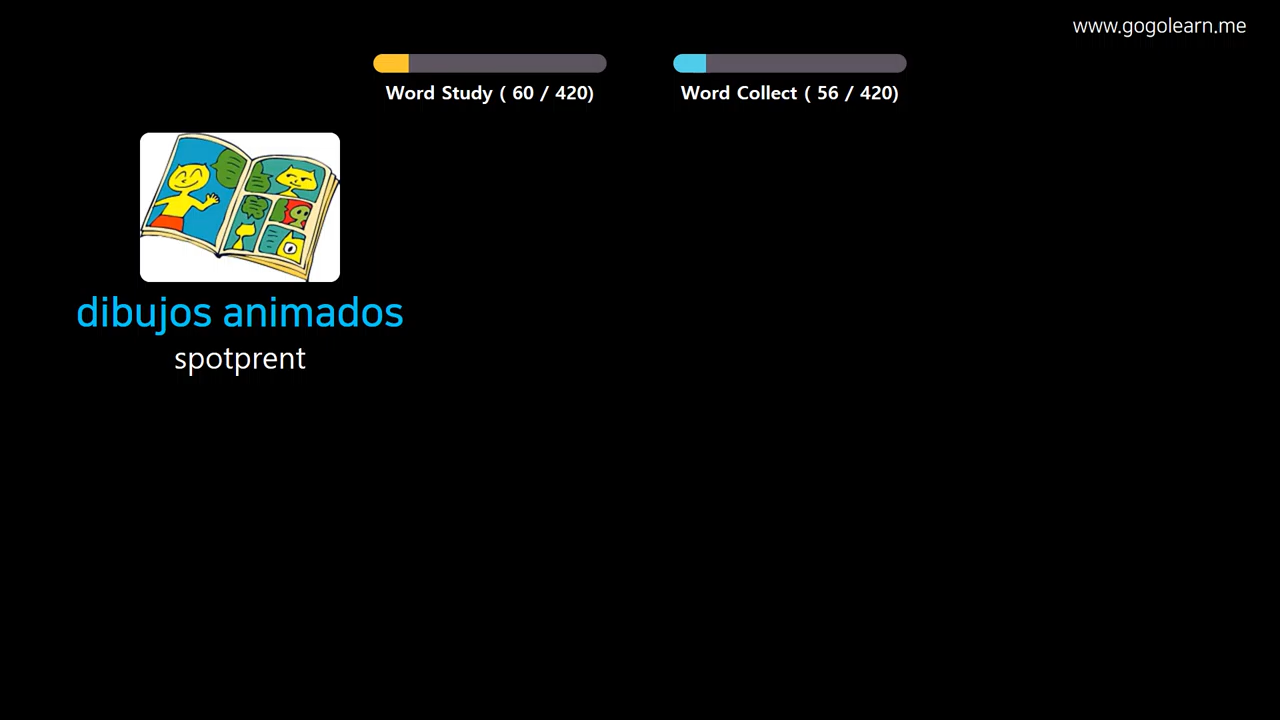 www.gogolearn.me
Word Study ( 60 / 420)
Word Collect ( 56 / 420)
dibujos animados
spotprent